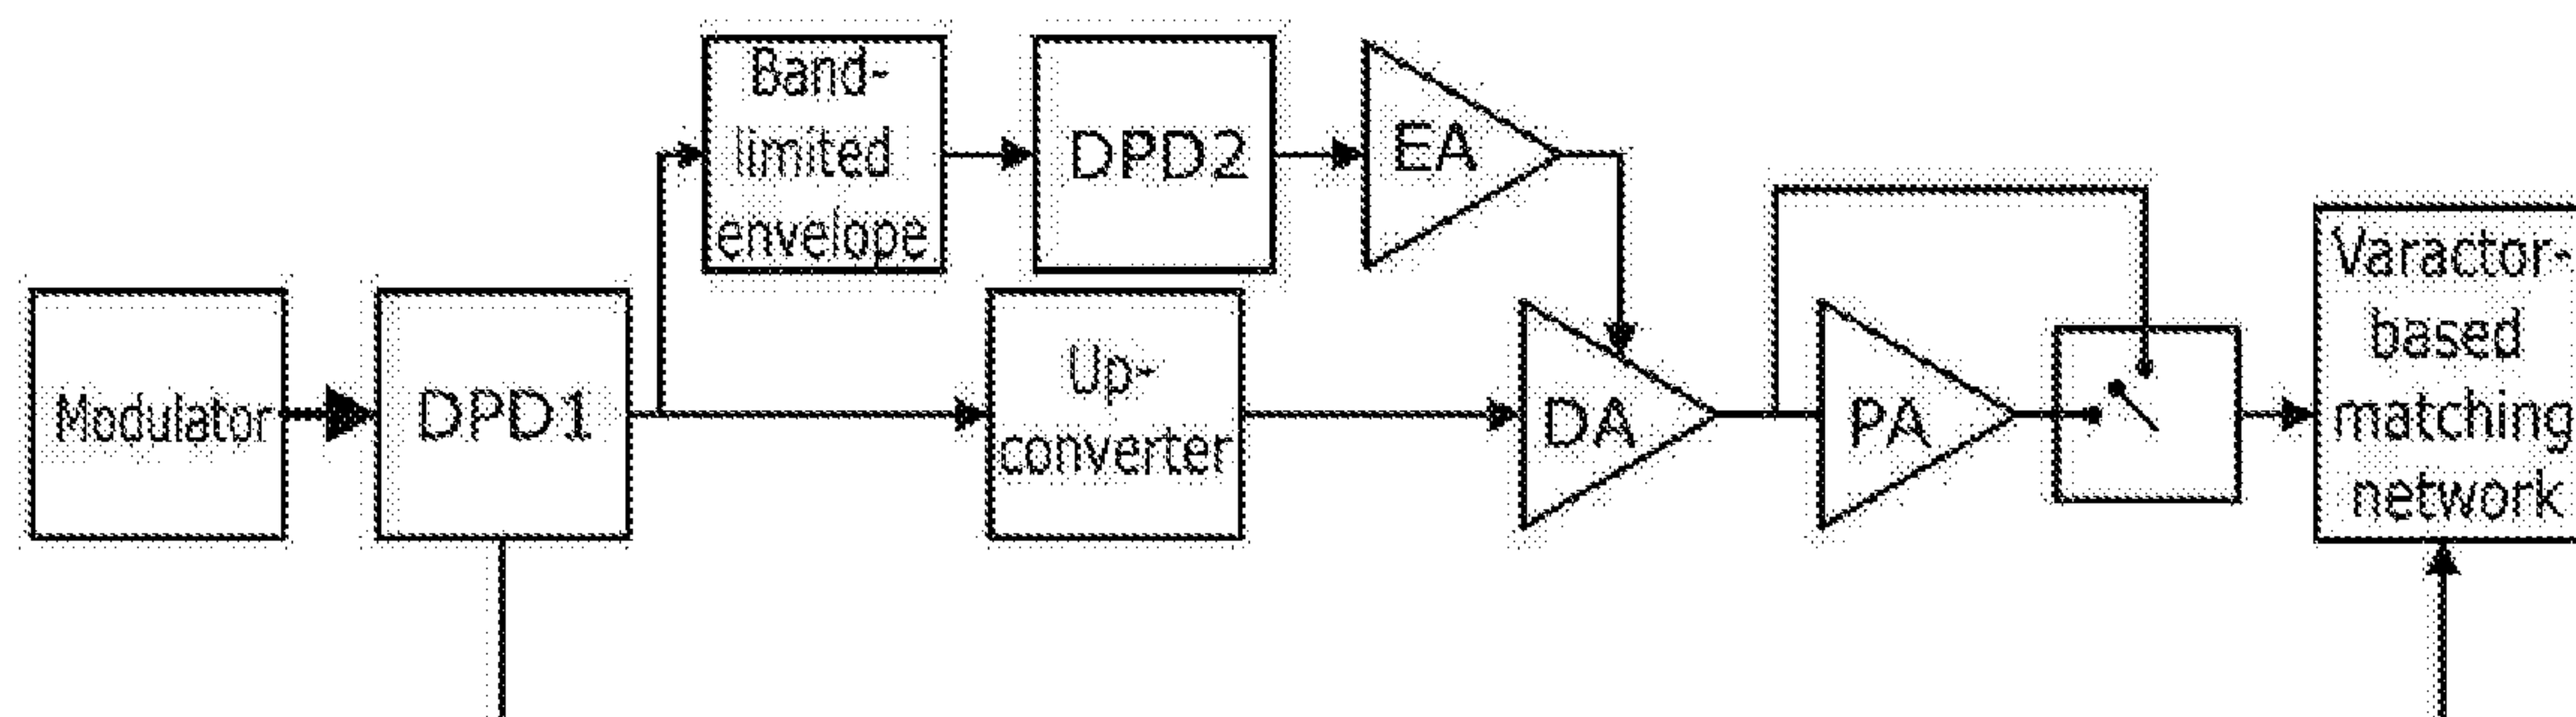 Band-
limited
envelope
DPD2
EA
Modulator
DPD1
Up-
converter
DA
PA
Varactor-
based
matching
network